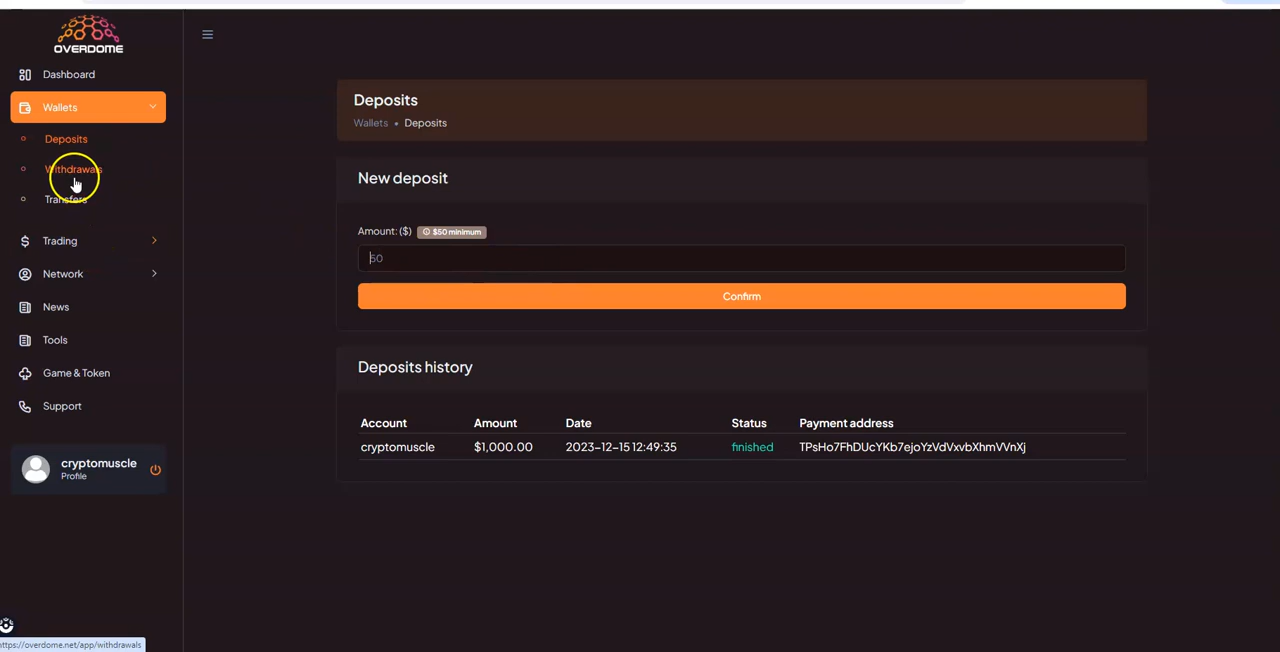 OVERDOME
Dashboard
Wallets
Deposits
Withdrawals
Transfers
Trading
Network
News
Tools
Game & Token
Support
cryptomuscle
Profile
https://overdome.net/app/withdrawals
Deposits
Wallets • Deposits
New deposit
Amount: ($) $50 minimum
50
Confirm
Deposits history
Account Amount Date Status Payment address
cryptomuscle $1,000.00 2023-12-15 12:49:35 finished TPsHo7FhDUcYKb7ejoYzVdVxvbXhmVVnXj